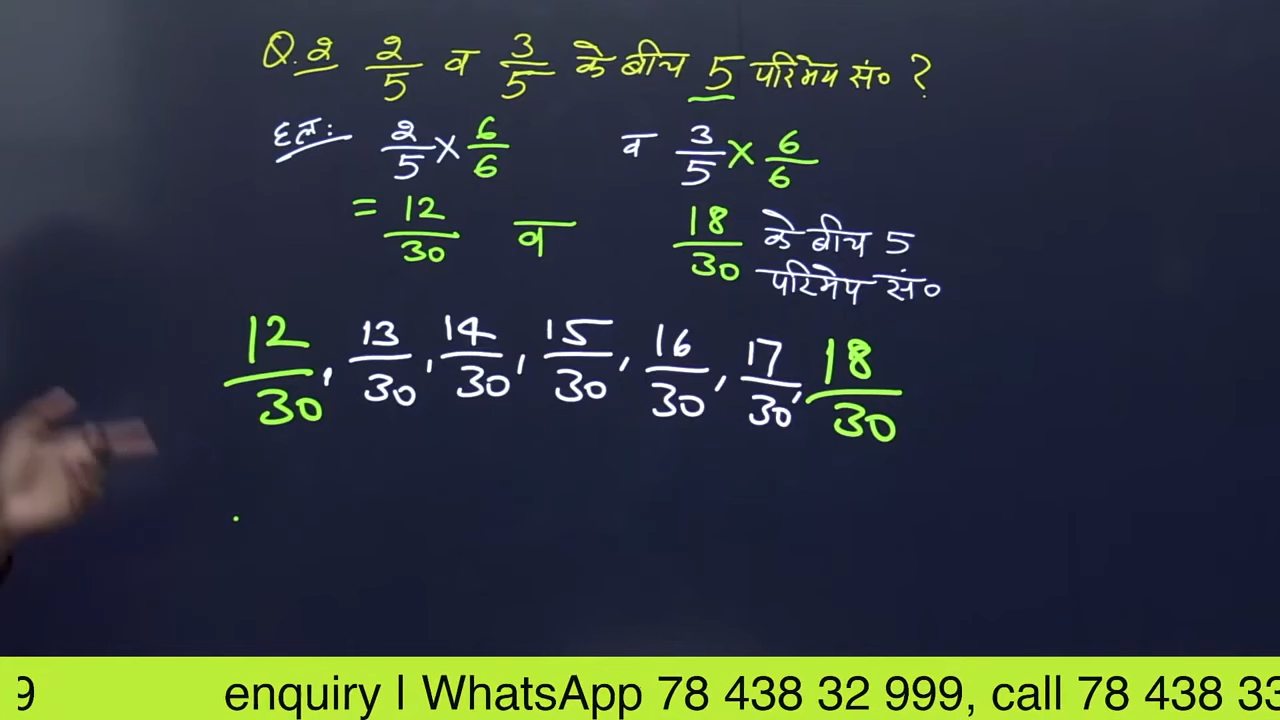 Q.2 2/5 व 3/5 के बीच 5 परिमेय सं० ?
हल:- 2/5 × 6/6 व 3/5 × 6/6
= 12/30 व 18/30 के बीच 5
परिमेय सं०
12/30, 13/30, 14/30, 15/30, 16/30, 17/30, 18/30
9 enquiry | WhatsApp 78 438 32 999, call 78 438 33